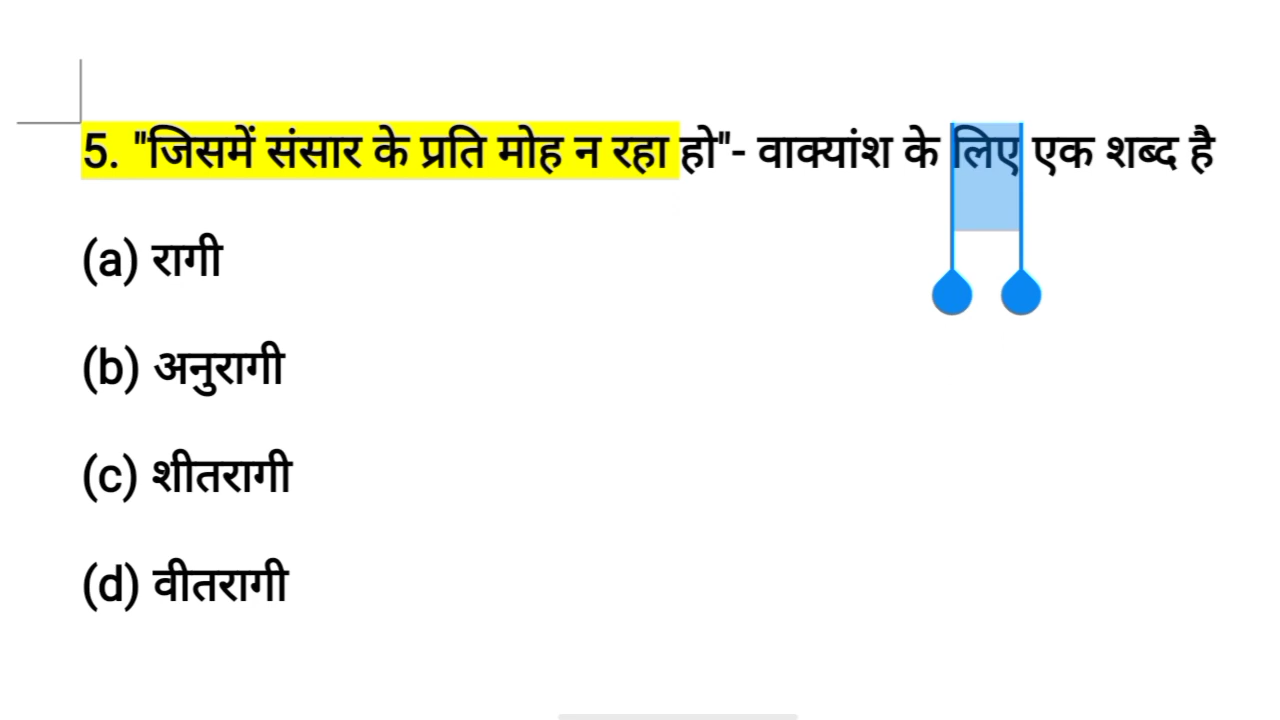 5. "जिसमें संसार के प्रति मोह न रहा हो"- वाक्यांश के लिए एक शब्द है
(a) रागी
(b) अनुरागी
(c) शीतरागी
(d) वीतरागी